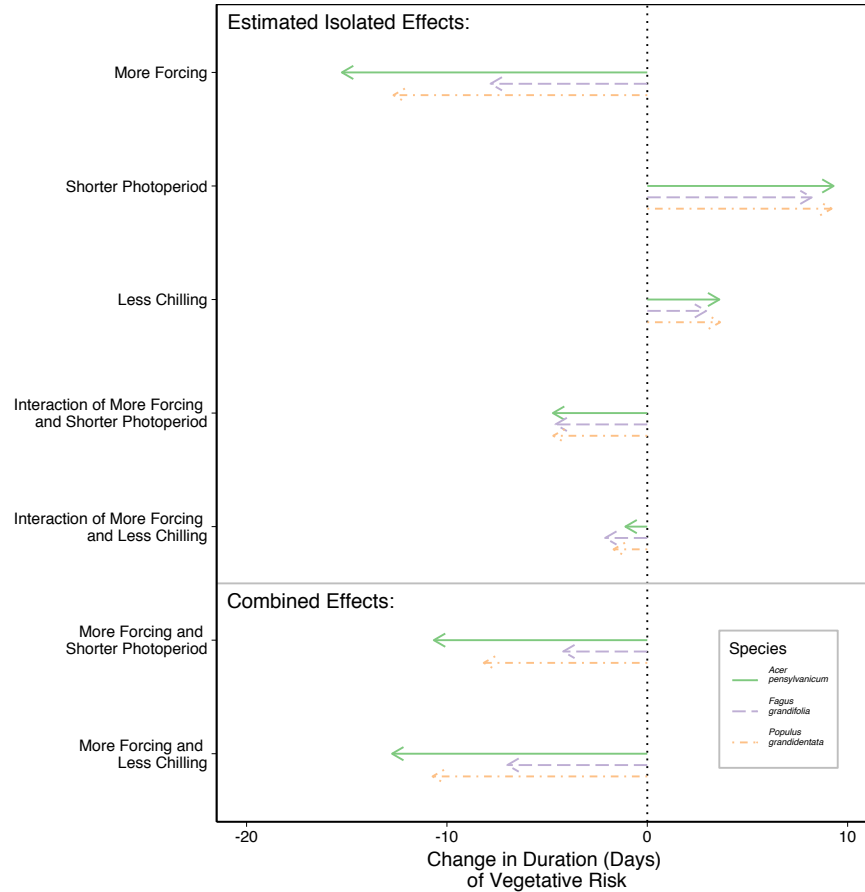 Estimated Isolated Effects:
More Forcing
Shorter Photoperiod
Less Chilling
Interaction of More Forcing
and Shorter Photoperiod
Interaction of More Forcing
and Less Chilling
Combined Effects:
More Forcing and
Shorter Photoperiod
More Forcing and
Less Chilling
Species
Acer
pensylvanicum
Fagus
grandifolia
Populus
grandidentata
-20 -10 0 10
Change in Duration (Days)
of Vegetative Risk